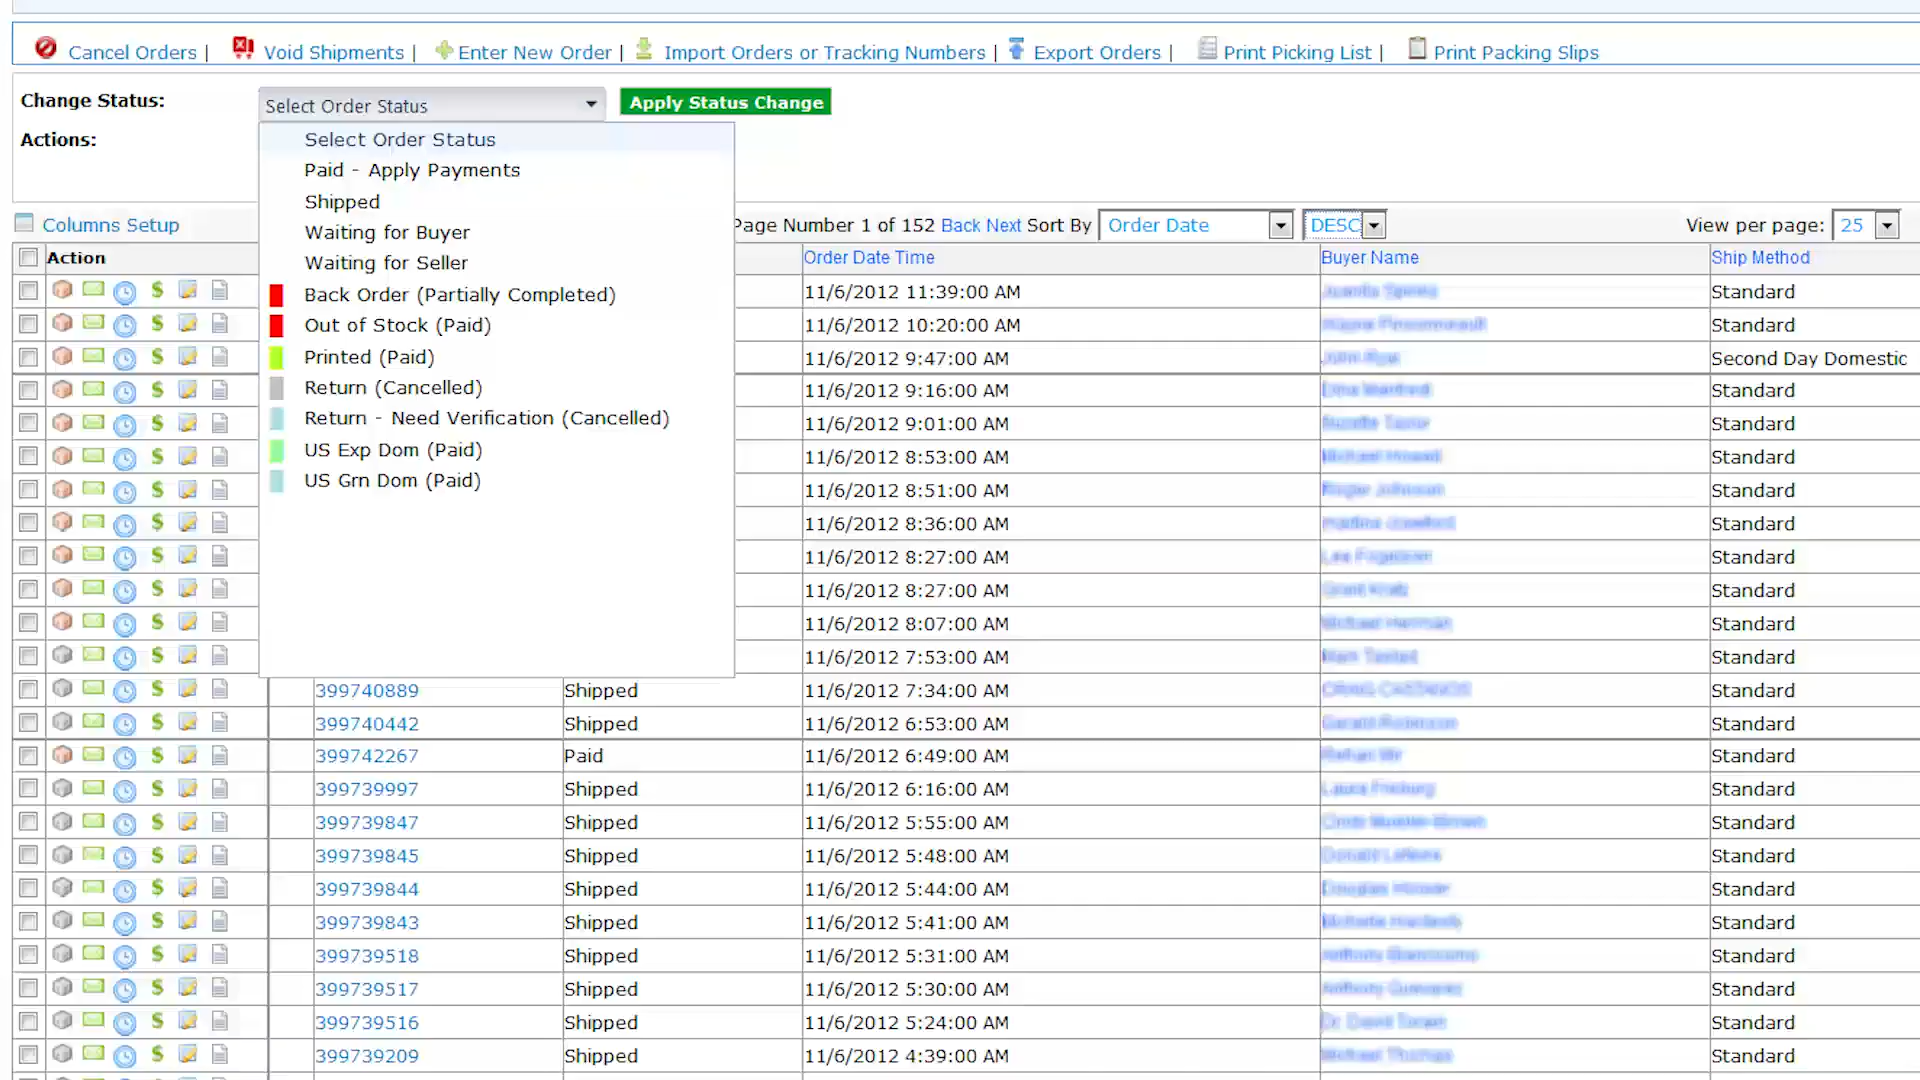 Cancel Orders | Void Shipments | Enter New Order | Import Orders or Tracking Numbers | Export Orders | Print Picking List | Print Packing Slips
Change Status: Select Order Status Apply Status Change
Actions:
Select Order Status
Paid - Apply Payments
Shipped
Waiting for Buyer
Waiting for Seller
Back Order (Partially Completed)
Out of Stock (Paid)
Printed (Paid)
Return (Cancelled)
Return - Need Verification (Cancelled)
US Exp Dom (Paid)
US Grn Dom (Paid)
Columns Setup Page Number 1 of 152 Back Next Sort By Order Date DESC View per page: 25
Action Order Date Time Buyer Name Ship Method
11/6/2012 11:39:00 AM Standard
11/6/2012 10:20:00 AM Standard
11/6/2012 9:47:00 AM Second Day Domestic
11/6/2012 9:16:00 AM Standard
11/6/2012 9:01:00 AM Standard
11/6/2012 8:53:00 AM Standard
11/6/2012 8:51:00 AM Standard
11/6/2012 8:36:00 AM Standard
11/6/2012 8:27:00 AM Standard
11/6/2012 8:27:00 AM Standard
11/6/2012 8:07:00 AM Standard
11/6/2012 7:53:00 AM Standard
399740889 Shipped 11/6/2012 7:34:00 AM Standard
399740442 Shipped 11/6/2012 6:53:00 AM Standard
399742267 Paid 11/6/2012 6:49:00 AM Standard
399739997 Shipped 11/6/2012 6:16:00 AM Standard
399739847 Shipped 11/6/2012 5:55:00 AM Standard
399739845 Shipped 11/6/2012 5:48:00 AM Standard
399739844 Shipped 11/6/2012 5:44:00 AM Standard
399739843 Shipped 11/6/2012 5:41:00 AM Standard
399739518 Shipped 11/6/2012 5:31:00 AM Standard
399739517 Shipped 11/6/2012 5:30:00 AM Standard
399739516 Shipped 11/6/2012 5:24:00 AM Standard
399739209 Shipped 11/6/2012 4:39:00 AM Standard